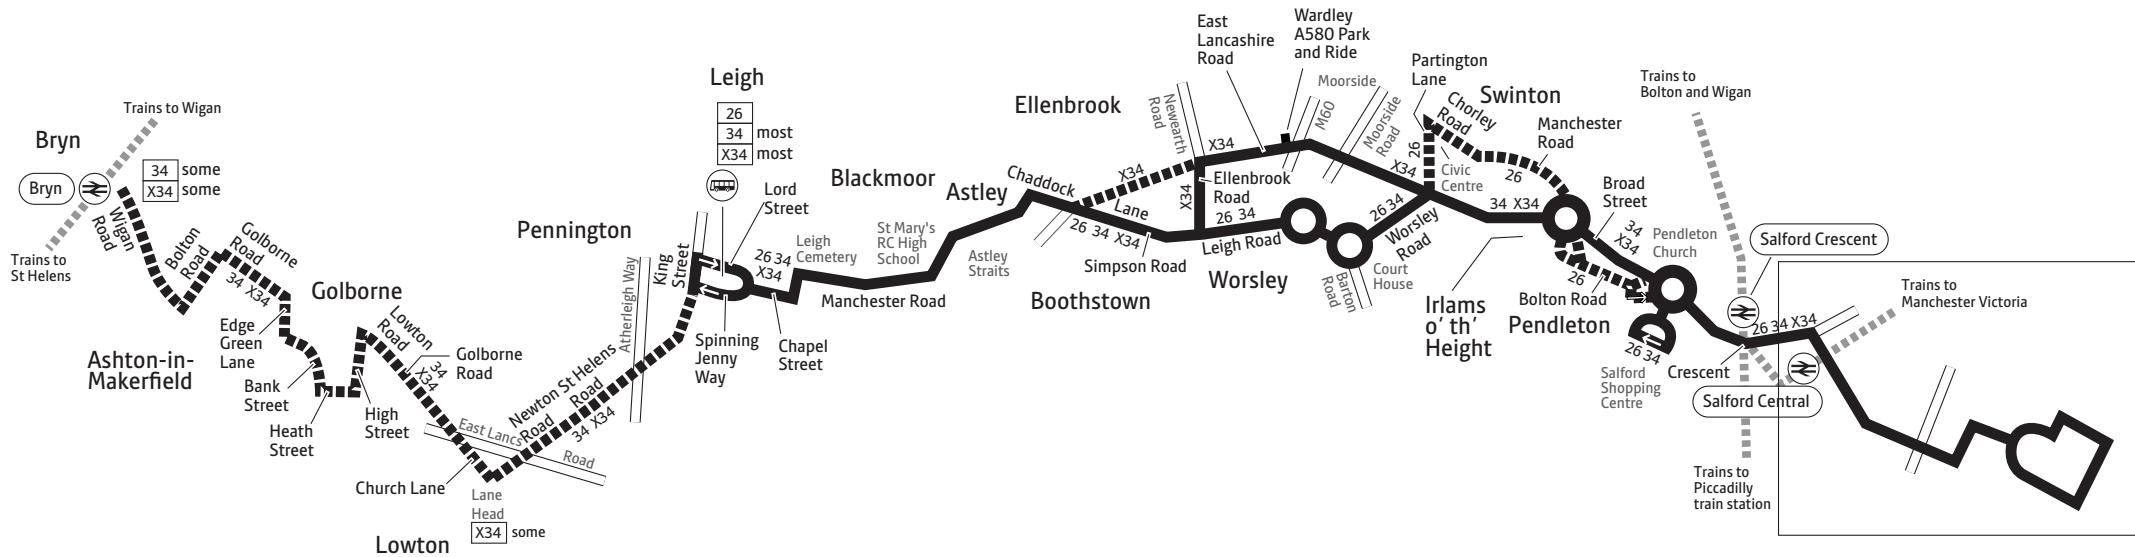 Trains to Wigan
Bryn
Bryn
34 some
X34 some
Trains to
St Helens
Wigan
Road
Bolton
Road
Golborne
Road
34 X34
Edge
Green
Lane
Ashton-in-
Makerfield
Bank
Street
Heath
Street
Golborne
High
Street
Lowton
Road
34
X34
Golborne
Road
Church Lane
East Lancs
Road
Lane
Head
X34 some
Lowton
Newton St Helens
Road
Road
34 X34
Pennington
Atherleigh Way
King
Street
Leigh
26
34 most
X34 most
Lord
Street
Spinning
Jenny
Way
26 34
X34
Chapel
Street
Leigh
Cemetery
Manchester Road
Blackmoor
St Mary's
RC High
School
Astley
Astley
Straits
Chaddock
Lane
26 34 X34
X34
Boothstown
Simpson Road
Ellenbrook
Newearth
Road
X34
X34
Ellenbrook
Road
26 34
Leigh Road
Worsley
East
Lancashire
Road
Wardley
A580 Park
and Ride
Moorside
M60
Moorside
Road
Barton
Road
Court
House
26 34
Worsley
Road
X34
Partington
Lane
26
Civic
Centre
Swinton
Chorley
Road
Manchester
Road
26
34 X34
Irlams
o' th'
Height
Broad
Street
34
X34
26
Bolton Road
Pendleton
Pendleton
Church
26 34
Salford
Shopping
Centre
Trains to
Bolton and Wigan
Salford Crescent
Crescent
26 34 X34
Salford Central
Trains to
Manchester Victoria
Trains to
Piccadilly
train station